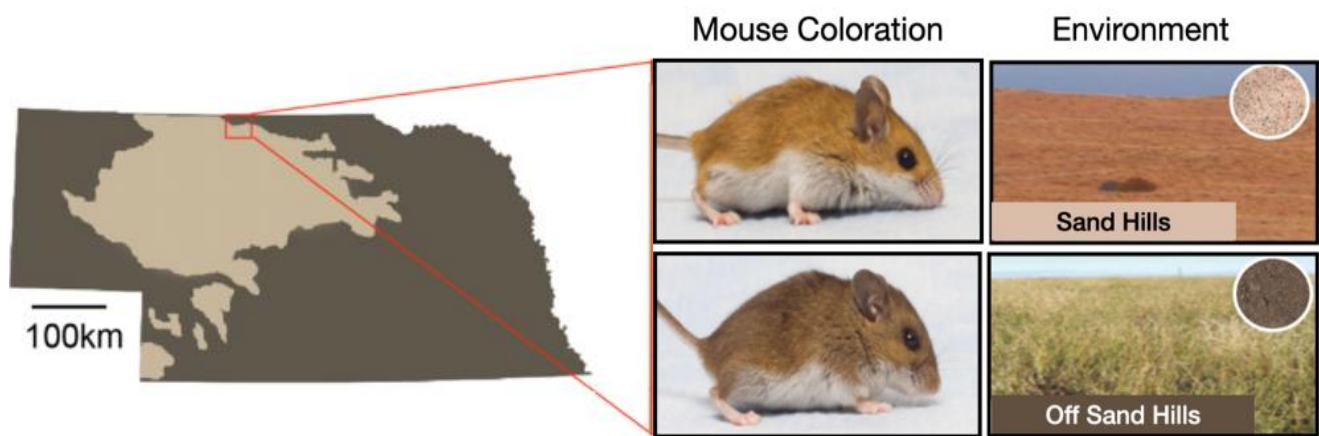 Mouse Coloration
Environment
100km
Sand Hills
Off Sand Hills